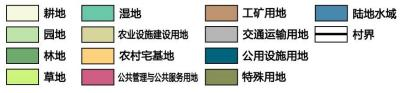 耕地 湿地 工矿用地 陆地水域
园地 农业设施建设用地 交通运输用地 村界
林地 农村宅基地 公用设施用地
草地 公共管理与公共服务用地 特殊用地